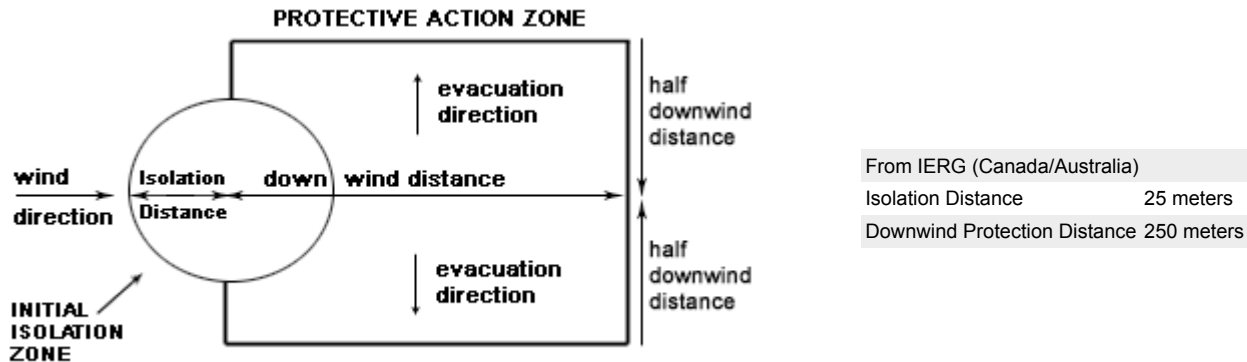 PROTECTIVE ACTION ZONE
evacuation
direction
half
downwind
distance
wind
direction
Isolation
Distance
down wind distance
evacuation
direction
half
downwind
distance
INITIAL
ISOLATION
ZONE
From IERG (Canada/Australia)
Isolation Distance 25 meters
Downwind Protection Distance 250 meters